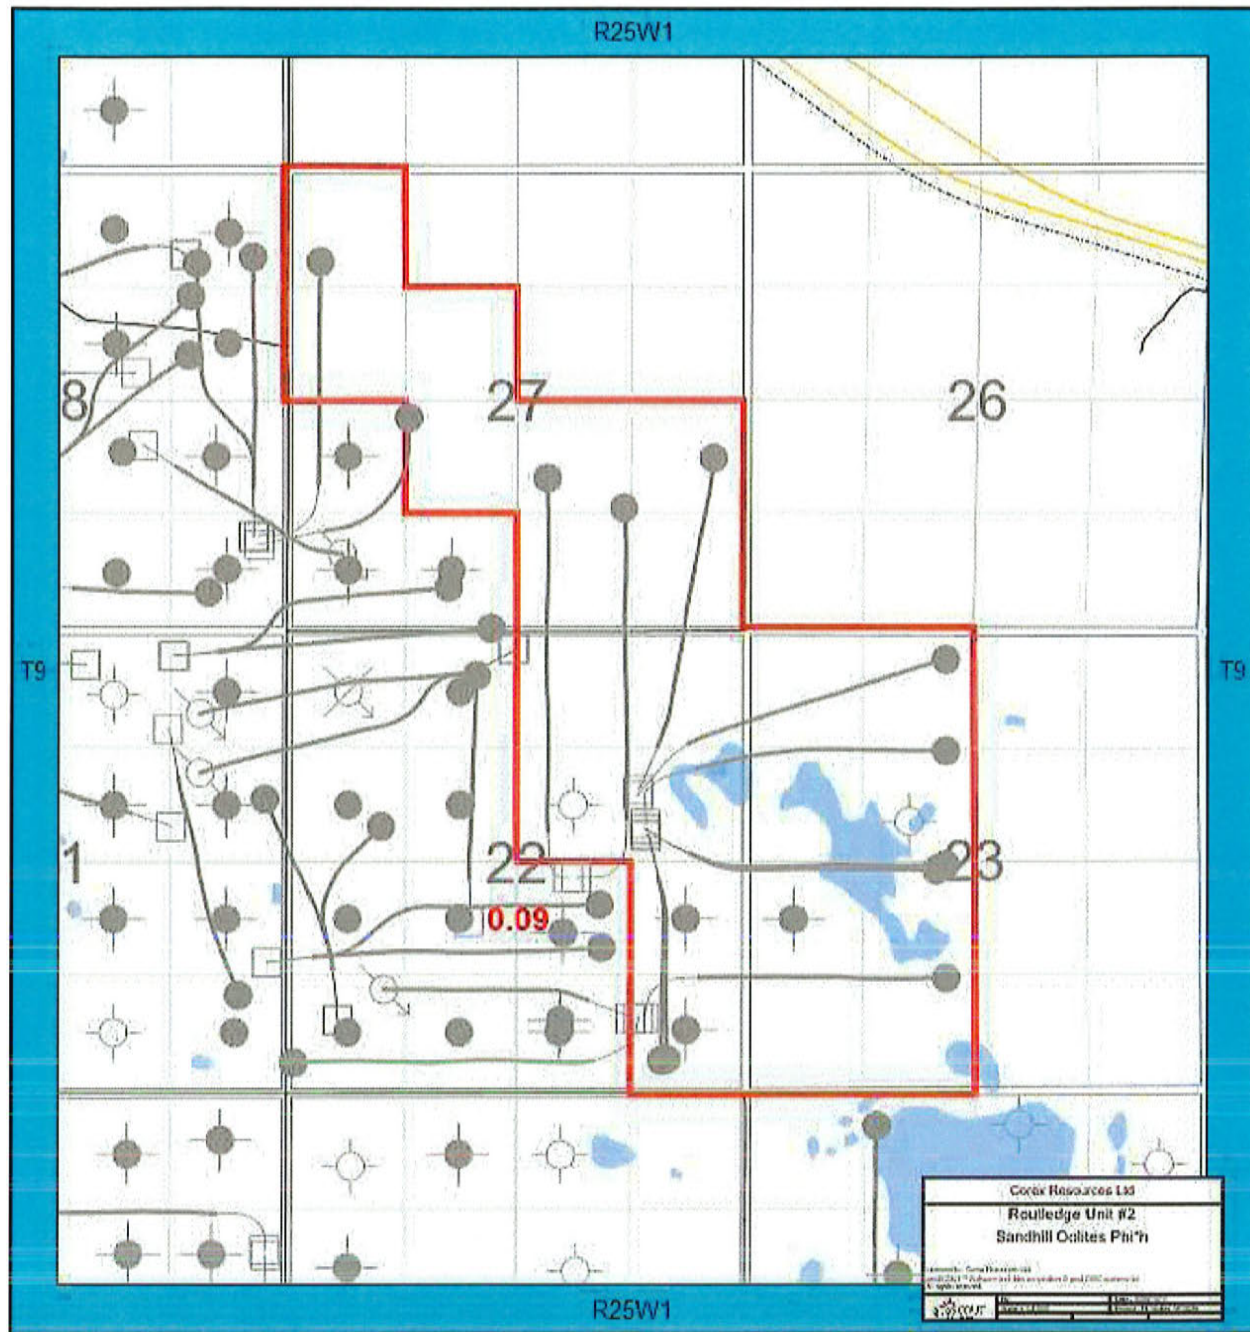 R25W1
8
27
26
T9
T9
1
22
23
0.09
Corex Resources Ltd
Routledge Unit #2
Sandhill Oolites Phi*h
R25W1